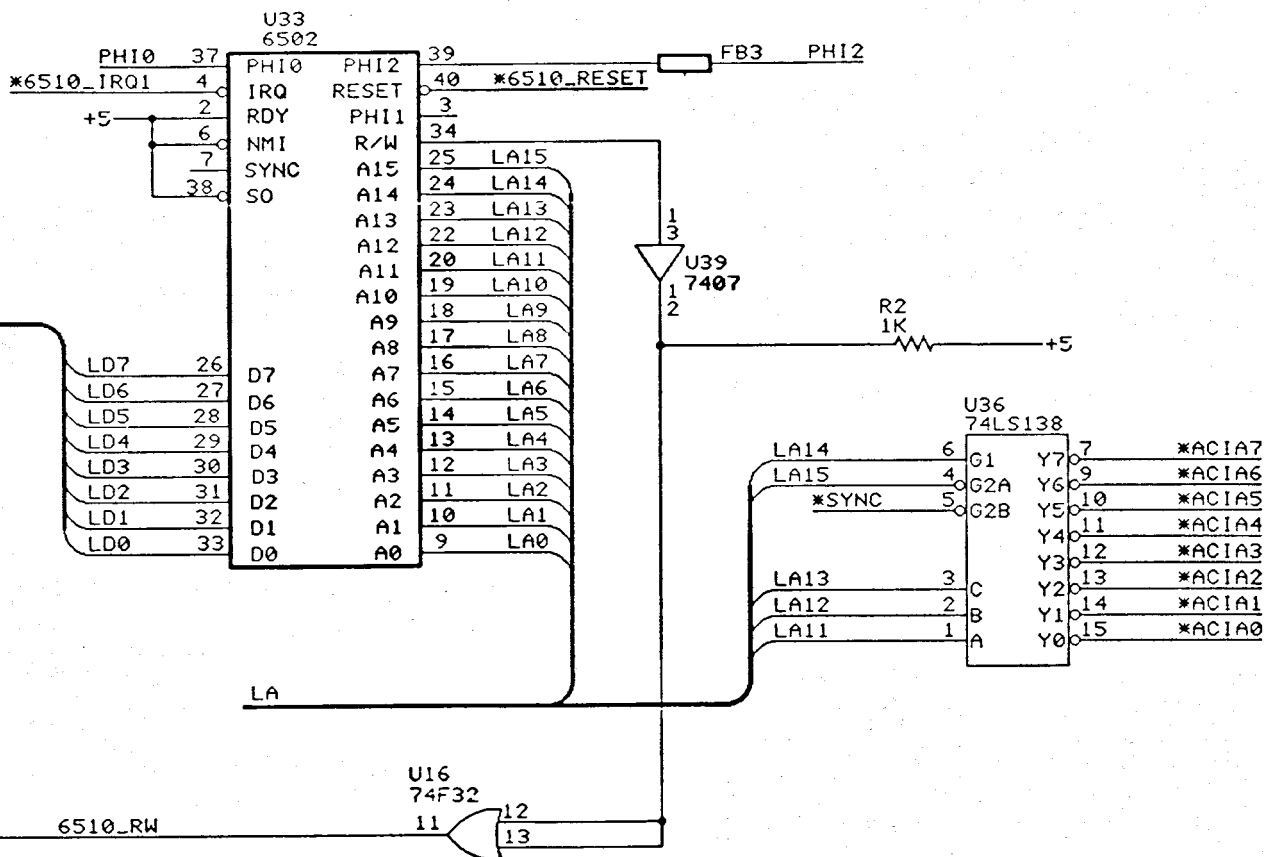 U33
6502
PHI0 37 PHI0 PHI2 39 FB3 PHI2
*6510_IRQ1 4 IRQ RESET 40 *6510_RESET
+5 2 RDY PHI1 3
6 NMI R/W 34
7 SYNC A15 25 LA15
38 SO A14 24 LA14
A13 23 LA13
A12 22 LA12
A11 20 LA11
A10 19 LA10
A9 18 LA9
A8 17 LA8
LD7 26 D7 A7 16 LA7
LD6 27 D6 A6 15 LA6
LD5 28 D5 A5 14 LA5
LD4 29 D4 A4 13 LA4
LD3 30 D3 A3 12 LA3
LD2 31 D2 A2 11 LA2
LD1 32 D1 A1 10 LA1
LD0 33 D0 A0 9 LA0
13
U39
7407
12
R2
1K
+5
U36
74LS138
LA14 6 G1 Y7 7 *ACIA7
LA15 4 G2A Y6 9 *ACIA6
*SYNC 5 G2B Y5 10 *ACIA5
Y4 11 *ACIA4
Y3 12 *ACIA3
LA13 3 C Y2 13 *ACIA2
LA12 2 B Y1 14 *ACIA1
LA11 1 A Y0 15 *ACIA0
LA
U16
74F32
6510_RW 11 12
13